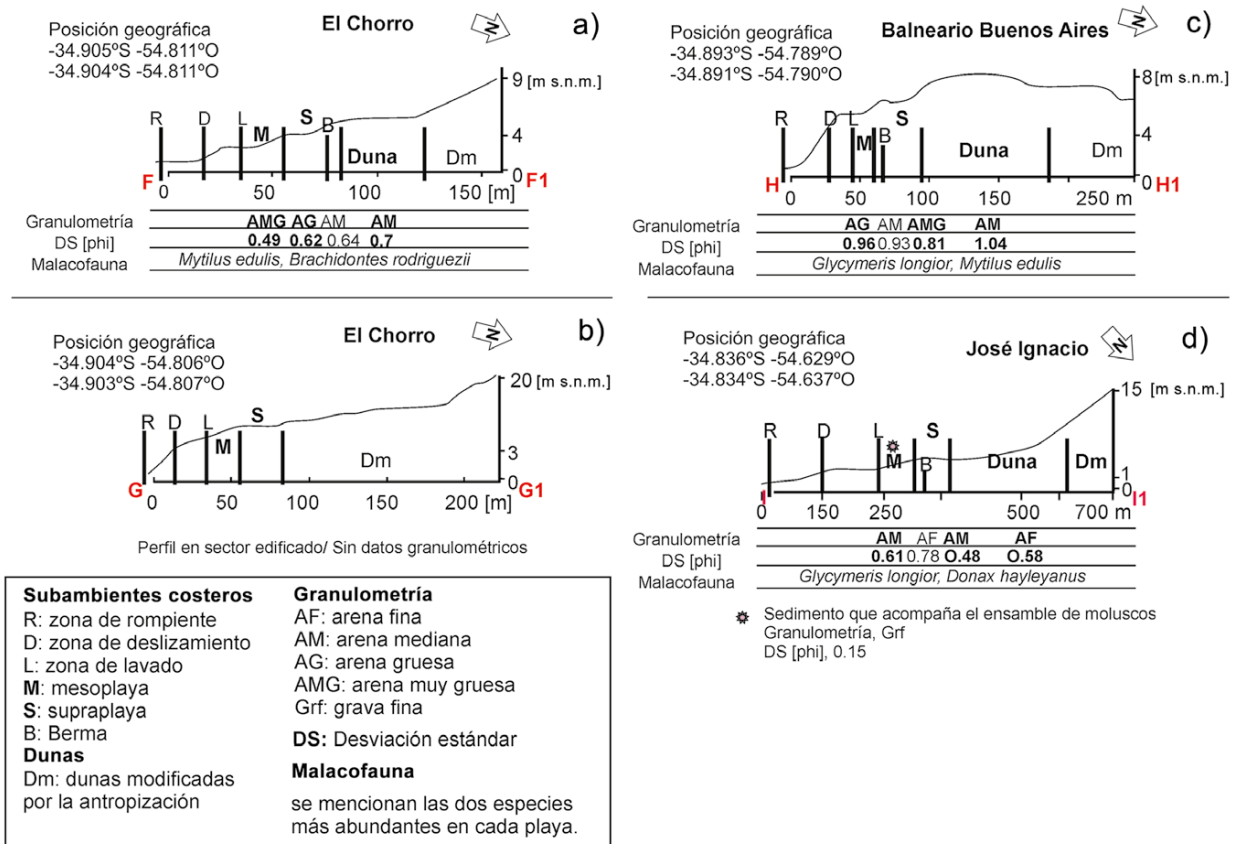 El Chorro
N
a)
Posición geográfica
-34.905ºS -54.811ºO
-34.904ºS -54.811ºO
9 [m s.n.m.]
R D L M S B
4
Duna Dm
0
F F1
0 50 100 150 [m]
Granulometría AMG AG AM AM
DS [phi] 0.49 0.62 0.64 0.7
Malacofauna Mytilus edulis, Brachidontes rodriguezii
El Chorro
N
b)
Posición geográfica
-34.904ºS -54.806ºO
-34.903ºS -54.807ºO
20 [m s.n.m.]
R D L M S
3
Dm
0
G G1
0 50 100 200 [m]
Perfil en sector edificado/ Sin datos granulométricos
Balneario Buenos Aires
N
c)
Posición geográfica
-34.893ºS -54.789ºO
-34.891ºS -54.790ºO
8 [m s.n.m.]
R D L M B S
4
Duna Dm
0
H H1
0 50 100 150 250 m
Granulometría AG AM AMG AM
DS [phi] 0.96 0.93 0.81 1.04
Malacofauna Glycymeris longior, Mytilus edulis
José Ignacio
N
d)
Posición geográfica
-34.836ºS -54.629ºO
-34.834ºS -54.637ºO
15 [m s.n.m.]
R D L M S B
Duna Dm
1
0
I I1
0 150 250 500 700 m
Granulometría AM AF AM AF
DS [phi] 0.61 0.78 O.48 O.58
Malacofauna Glycymeris longior, Donax hayleyanus
Sedimento que acompaña el ensamble de moluscos
Granulometría, Grf
DS [phi], 0.15
Subambientes costeros
R: zona de rompiente
D: zona de deslizamiento
L: zona de lavado
M: mesoplaya
S: supraplaya
B: Berma
Dunas
Dm: dunas modificadas
por la antropización
Granulometría
AF: arena fina
AM: arena mediana
AG: arena gruesa
AMG: arena muy gruesa
Grf: grava fina
DS: Desviación estándar
Malacofauna
se mencionan las dos especies
más abundantes en cada playa.